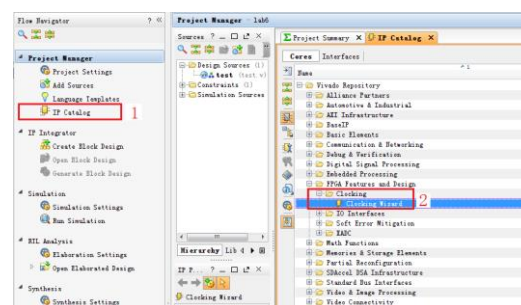 Flow Navigator
Project Manager
Project Settings
Add Sources
Language Templates
IP Catalog
1
IP Integrator
Create Block Design
Open Block Design
Generate Block Design
Simulation
Simulation Settings
Run Simulation
RTL Analysis
Elaboration Settings
Open Elaborated Design
Synthesis
Synthesis Settings
Project Manager - lab6
Sources
Design Sources (1)
test (test.v)
Constraints
Simulation Sources
Hierarchy Lib
IP P...
Clocking Wizard
Project Summary
IP Catalog
Cores Interfaces
Name
Vivado Repository
Alliance Partners
Automotive & Industrial
AXI Infrastructure
BaseIP
Basic Elements
Communication & Networking
Debug & Verification
Digital Signal Processing
Embedded Processing
FPGA Features and Design
Clocking
Clocking Wizard
2
IO Interfaces
Soft Error Mitigation
XADC
Math Functions
Memories & Storage Elements
Partial Reconfiguration
SDAccel DSA Infrastructure
Standard Bus Interfaces
Video & Image Processing
Video Connectivity